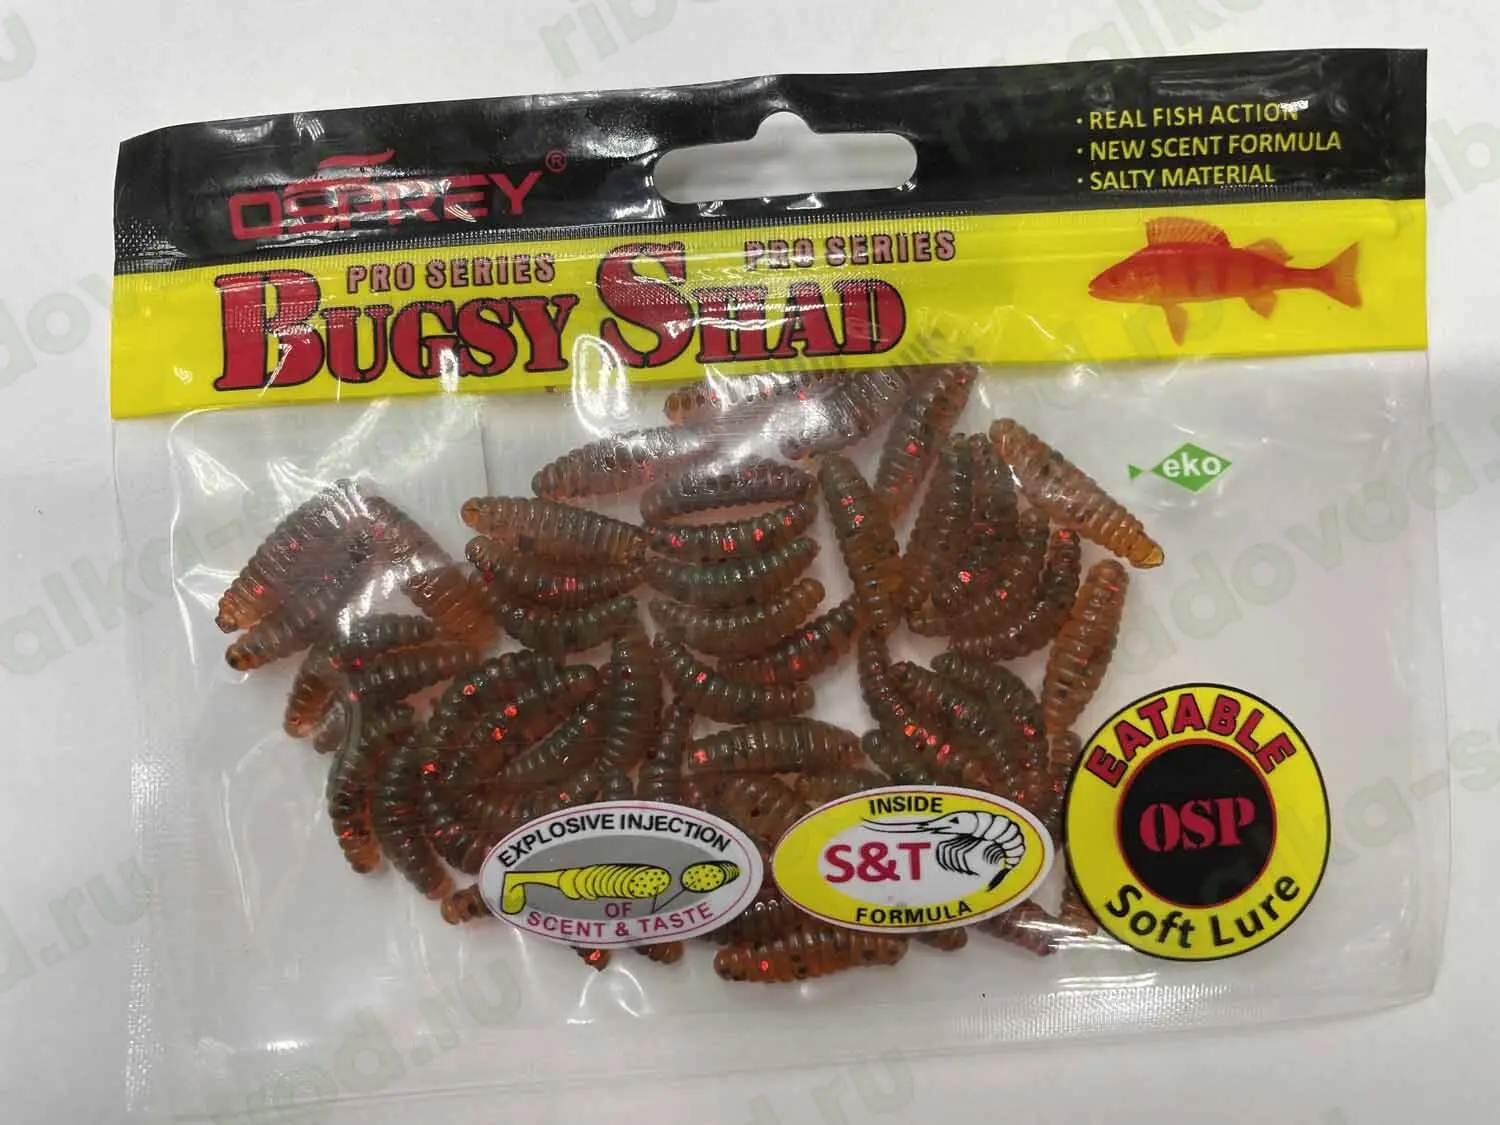 OSPREY®
· REAL FISH ACTION
· NEW SCENT FORMULA
· SALTY MATERIAL
PRO SERIES PRO SERIES
BUGSY SHAD
eko
EATABLE
OSP
Soft Lure
EXPLOSIVE INJECTION
OF
SCENT & TASTE
INSIDE
S&T
FORMULA